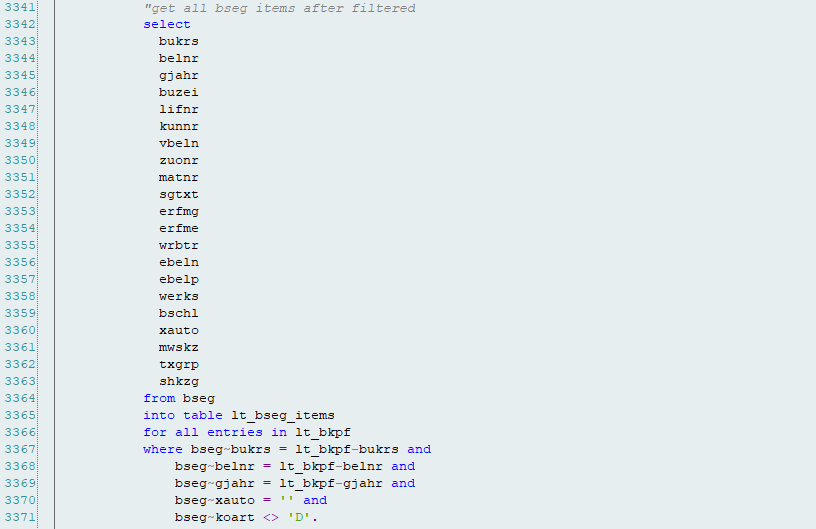 3341 "get all bseg items after filtered
3342 select
3343 bukrs
3344 belnr
3345 gjahr
3346 buzei
3347 lifnr
3348 kunnr
3349 vbeln
3350 zuonr
3351 matnr
3352 sgtxt
3353 erfmg
3354 erfme
3355 wrbtr
3356 ebeln
3357 ebelp
3358 werks
3359 bschl
3360 xauto
3361 mwskz
3362 txgrp
3363 shkzg
3364 from bseg
3365 into table lt_bseg_items
3366 for all entries in lt_bkpf
3367 where bseg~bukrs = lt_bkpf-bukrs and
3368 bseg~belnr = lt_bkpf-belnr and
3369 bseg~gjahr = lt_bkpf-gjahr and
3370 bseg~xauto = '' and
3371 bseg~koart <> 'D'.